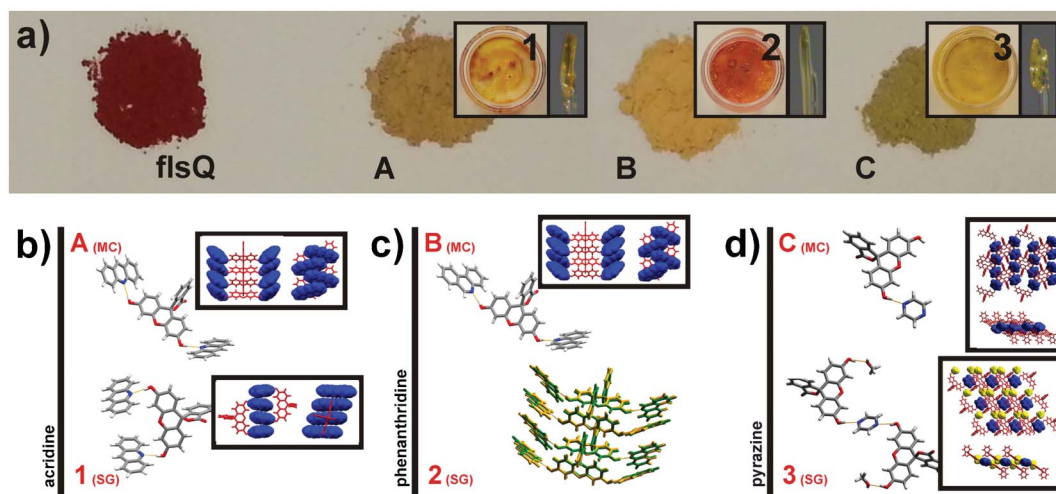 a)
1
2
3
flsQ
A
B
C
b)
A (MC)
acridine
1 (SG)
c)
B (MC)
phenanthridine
2 (SG)
d)
C (MC)
pyrazine
3 (SG)